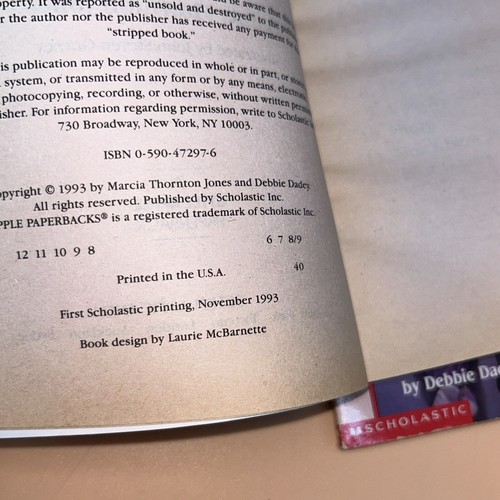 operty. It was reported as "unsold and destroyed" to the
the author nor the publisher has received any payment for
"stripped book."
is publication may be reproduced in whole or in part, or
system, or transmitted in any form or by any means,
photocopying, recording, or otherwise, without written
isher. For information regarding permission, write to Scholastic
730 Broadway, New York, NY 10003.
ISBN 0-590-47297-6
opyright © 1993 by Marcia Thornton Jones and Debbie Dadey.
All rights reserved. Published by Scholastic Inc.
PPLE PAPERBACKS® is a registered trademark of Scholastic Inc.
12 11 10 9 8 6 7 8/9
Printed in the U.S.A. 40
First Scholastic printing, November 1993
Book design by Laurie McBarnette
by Debbie Da
SCHOLASTIC